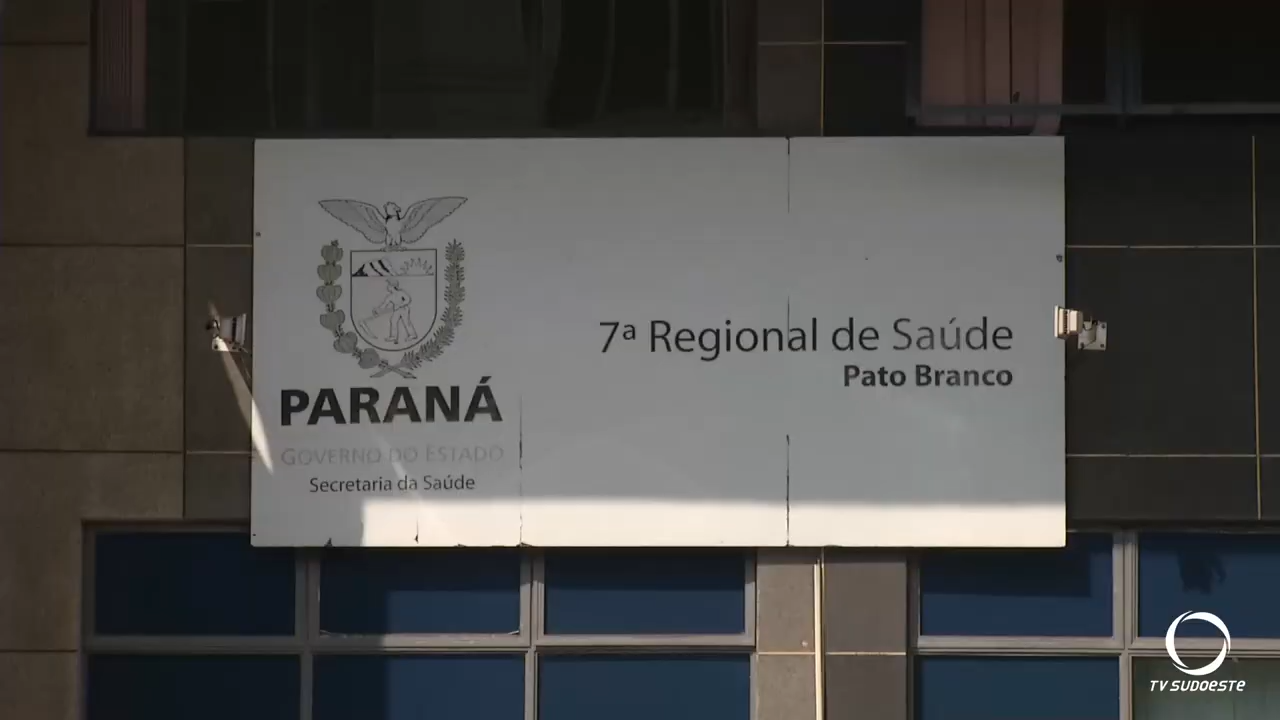 PARANÁ
GOVERNO DO ESTADO
Secretaria da Saúde
7ª Regional de Saúde
Pato Branco
TV SUDOESTE